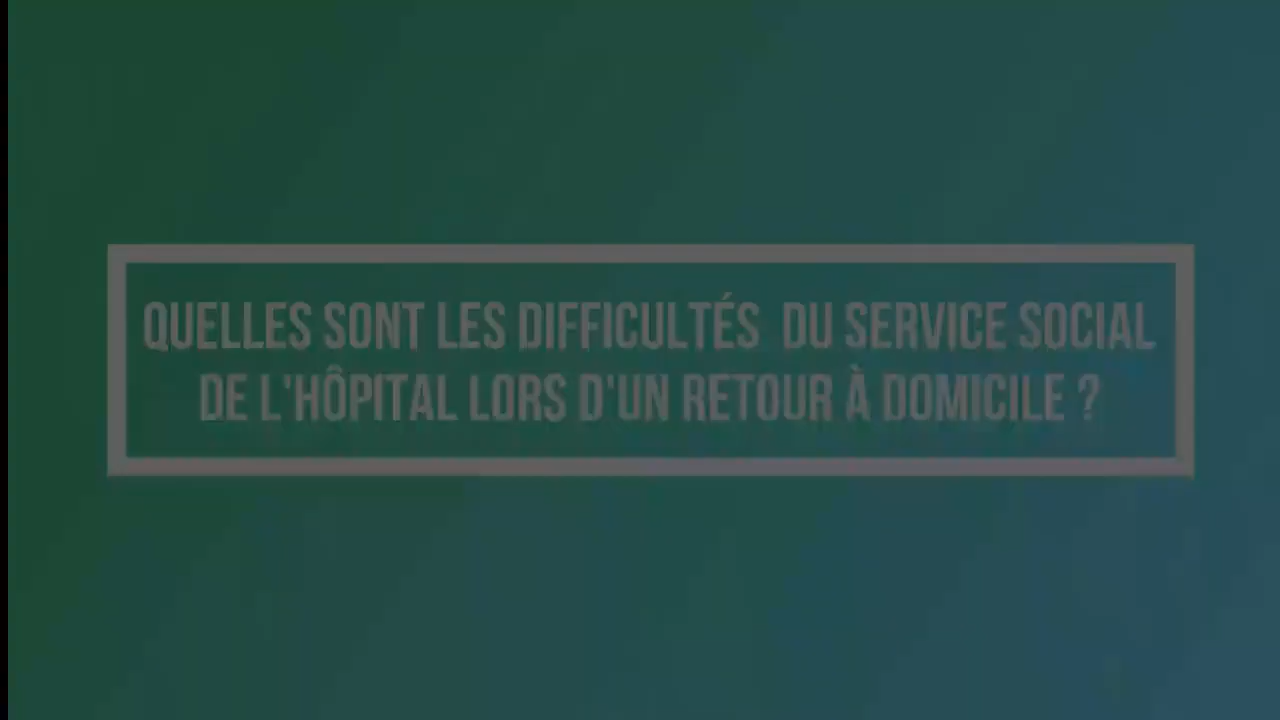 QUELLES SONT LES DIFFICULTÉS DU SERVICE SOCIAL
DE L'HÔPITAL LORS D'UN RETOUR À DOMICILE ?